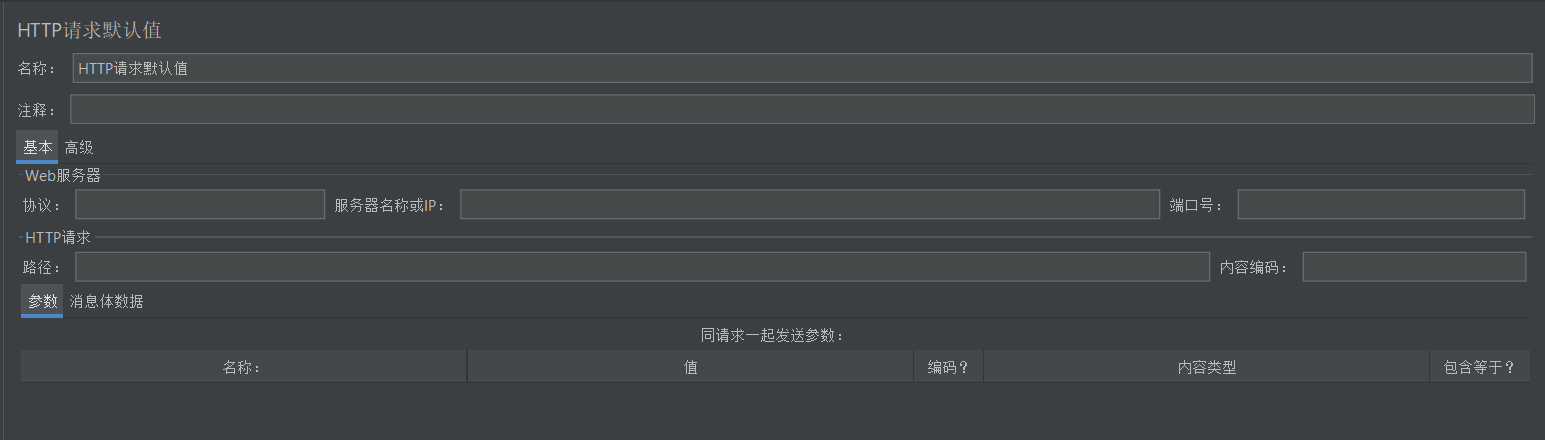 HTTP请求默认值
名称： HTTP请求默认值
注释：
基本 高级
Web服务器
协议： 服务器名称或IP： 端口号：
HTTP请求
路径： 内容编码：
参数 消息体数据
同请求一起发送参数：
名称： 值 编码？ 内容类型 包含等于？